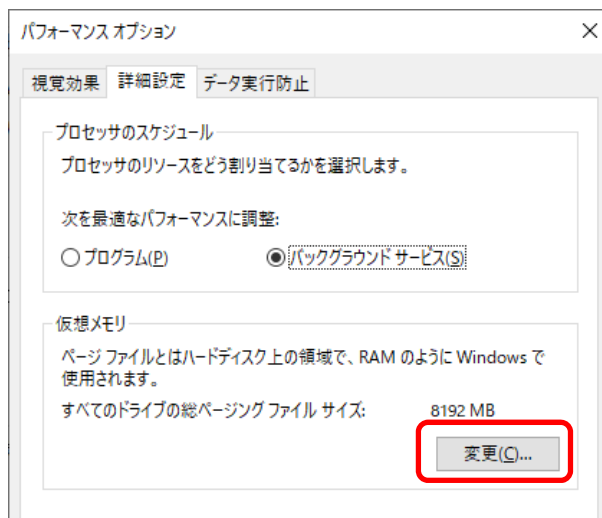 パフォーマンス オプション
視覚効果 詳細設定 データ実行防止
プロセッサのスケジュール
プロセッサのリソースをどう割り当てるかを選択します。
次を最適なパフォーマンスに調整:
プログラム(P) バックグラウンド サービス(S)
仮想メモリ
ページ ファイルとはハードディスク上の領域で、RAM のように Windows で
使用されます。
すべてのドライブの総ページング ファイル サイズ: 8192 MB
変更(C)...